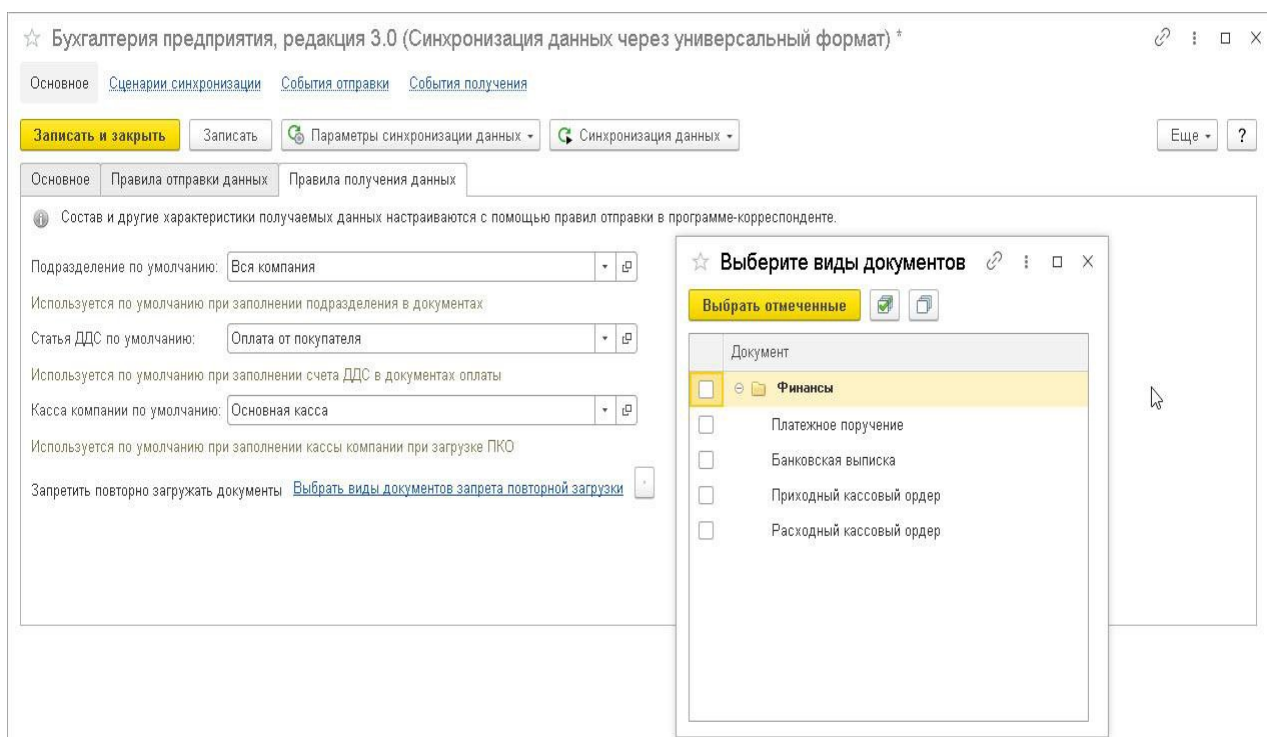 Бухгалтерия предприятия, редакция 3.0 (Синхронизация данных через универсальный формат) *
Основное Сценарии синхронизации События отправки События получения
Записать и закрыть Записать Параметры синхронизации данных Синхронизация данных Еще ?
Основное Правила отправки данных Правила получения данных
Состав и другие характеристики получаемых данных настраиваются с помощью правил отправки в программе-корреспонденте.
Подразделение по умолчанию: Вся компания
Используется по умолчанию при заполнении подразделения в документах
Статья ДДС по умолчанию: Оплата от покупателя
Используется по умолчанию при заполнении счета ДДС в документах оплаты
Касса компании по умолчанию: Основная касса
Используется по умолчанию при заполнении кассы компании при загрузке ПКО
Запретить повторно загружать документы Выбрать виды документов запрета повторной загрузки
Выберите виды документов
Выбрать отмеченные
Документ
Финансы
Платежное поручение
Банковская выписка
Приходный кассовый ордер
Расходный кассовый ордер